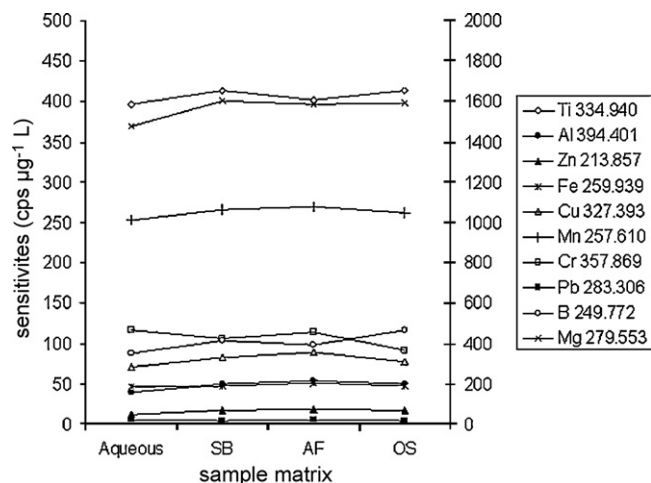 500
450
400
350
300
250
200
150
100
50
0
sensitivites (cps µg⁻¹ L)
2000
1800
1600
1400
1200
1000
800
600
400
200
0
Aqueous SB AF OS
sample matrix
Ti 334.940
Al 394.401
Zn 213.857
Fe 259.939
Cu 327.393
Mn 257.610
Cr 357.869
Pb 283.306
B 249.772
Mg 279.553